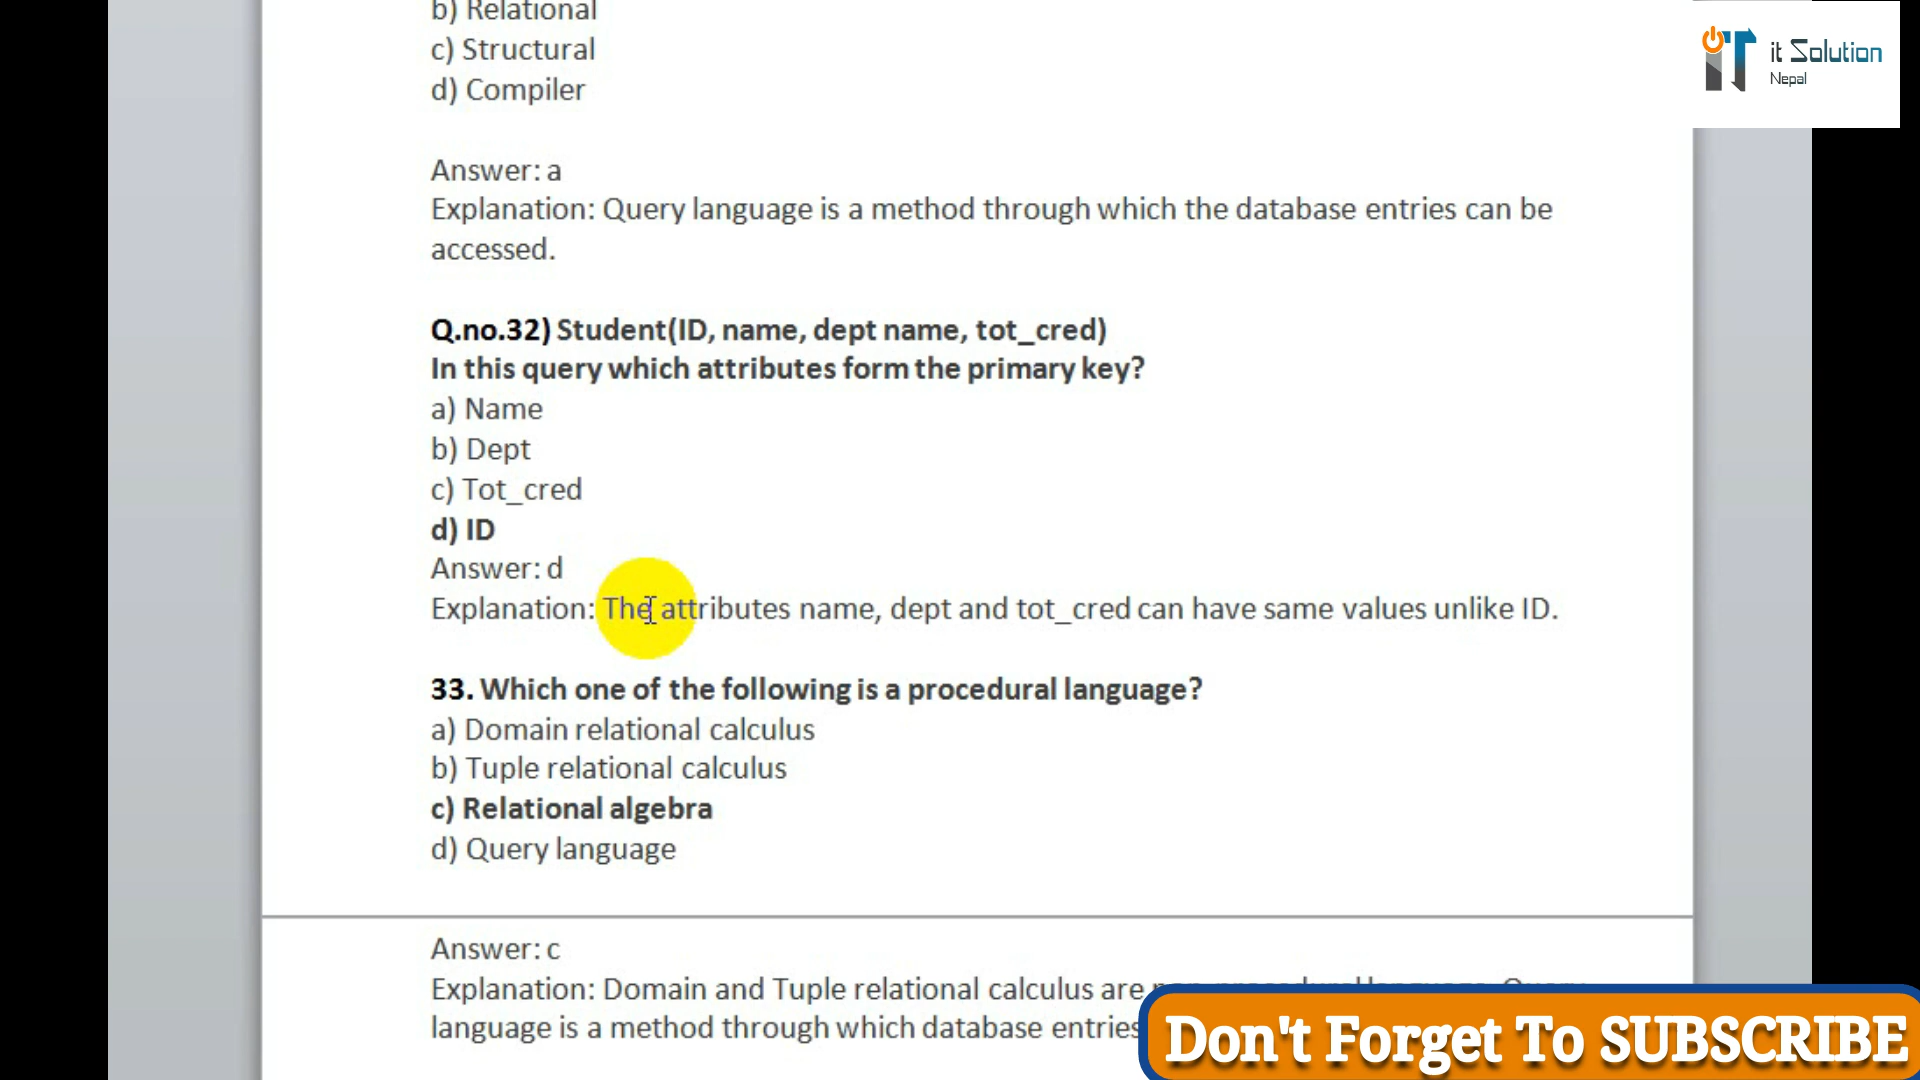 b) Relational
c) Structural
d) Compiler
it Solution
Nepal
Answer: a
Explanation: Query language is a method through which the database entries can be
accessed.
Q.no.32) Student(ID, name, dept name, tot_cred)
In this query which attributes form the primary key?
a) Name
b) Dept
c) Tot_cred
d) ID
Answer: d
Explanation: The attributes name, dept and tot_cred can have same values unlike ID.
33. Which one of the following is a procedural language?
a) Domain relational calculus
b) Tuple relational calculus
c) Relational algebra
d) Query language
Answer: c
Explanation: Domain and Tuple relational calculus are
language is a method through which database entries
Don't Forget To SUBSCRIBE